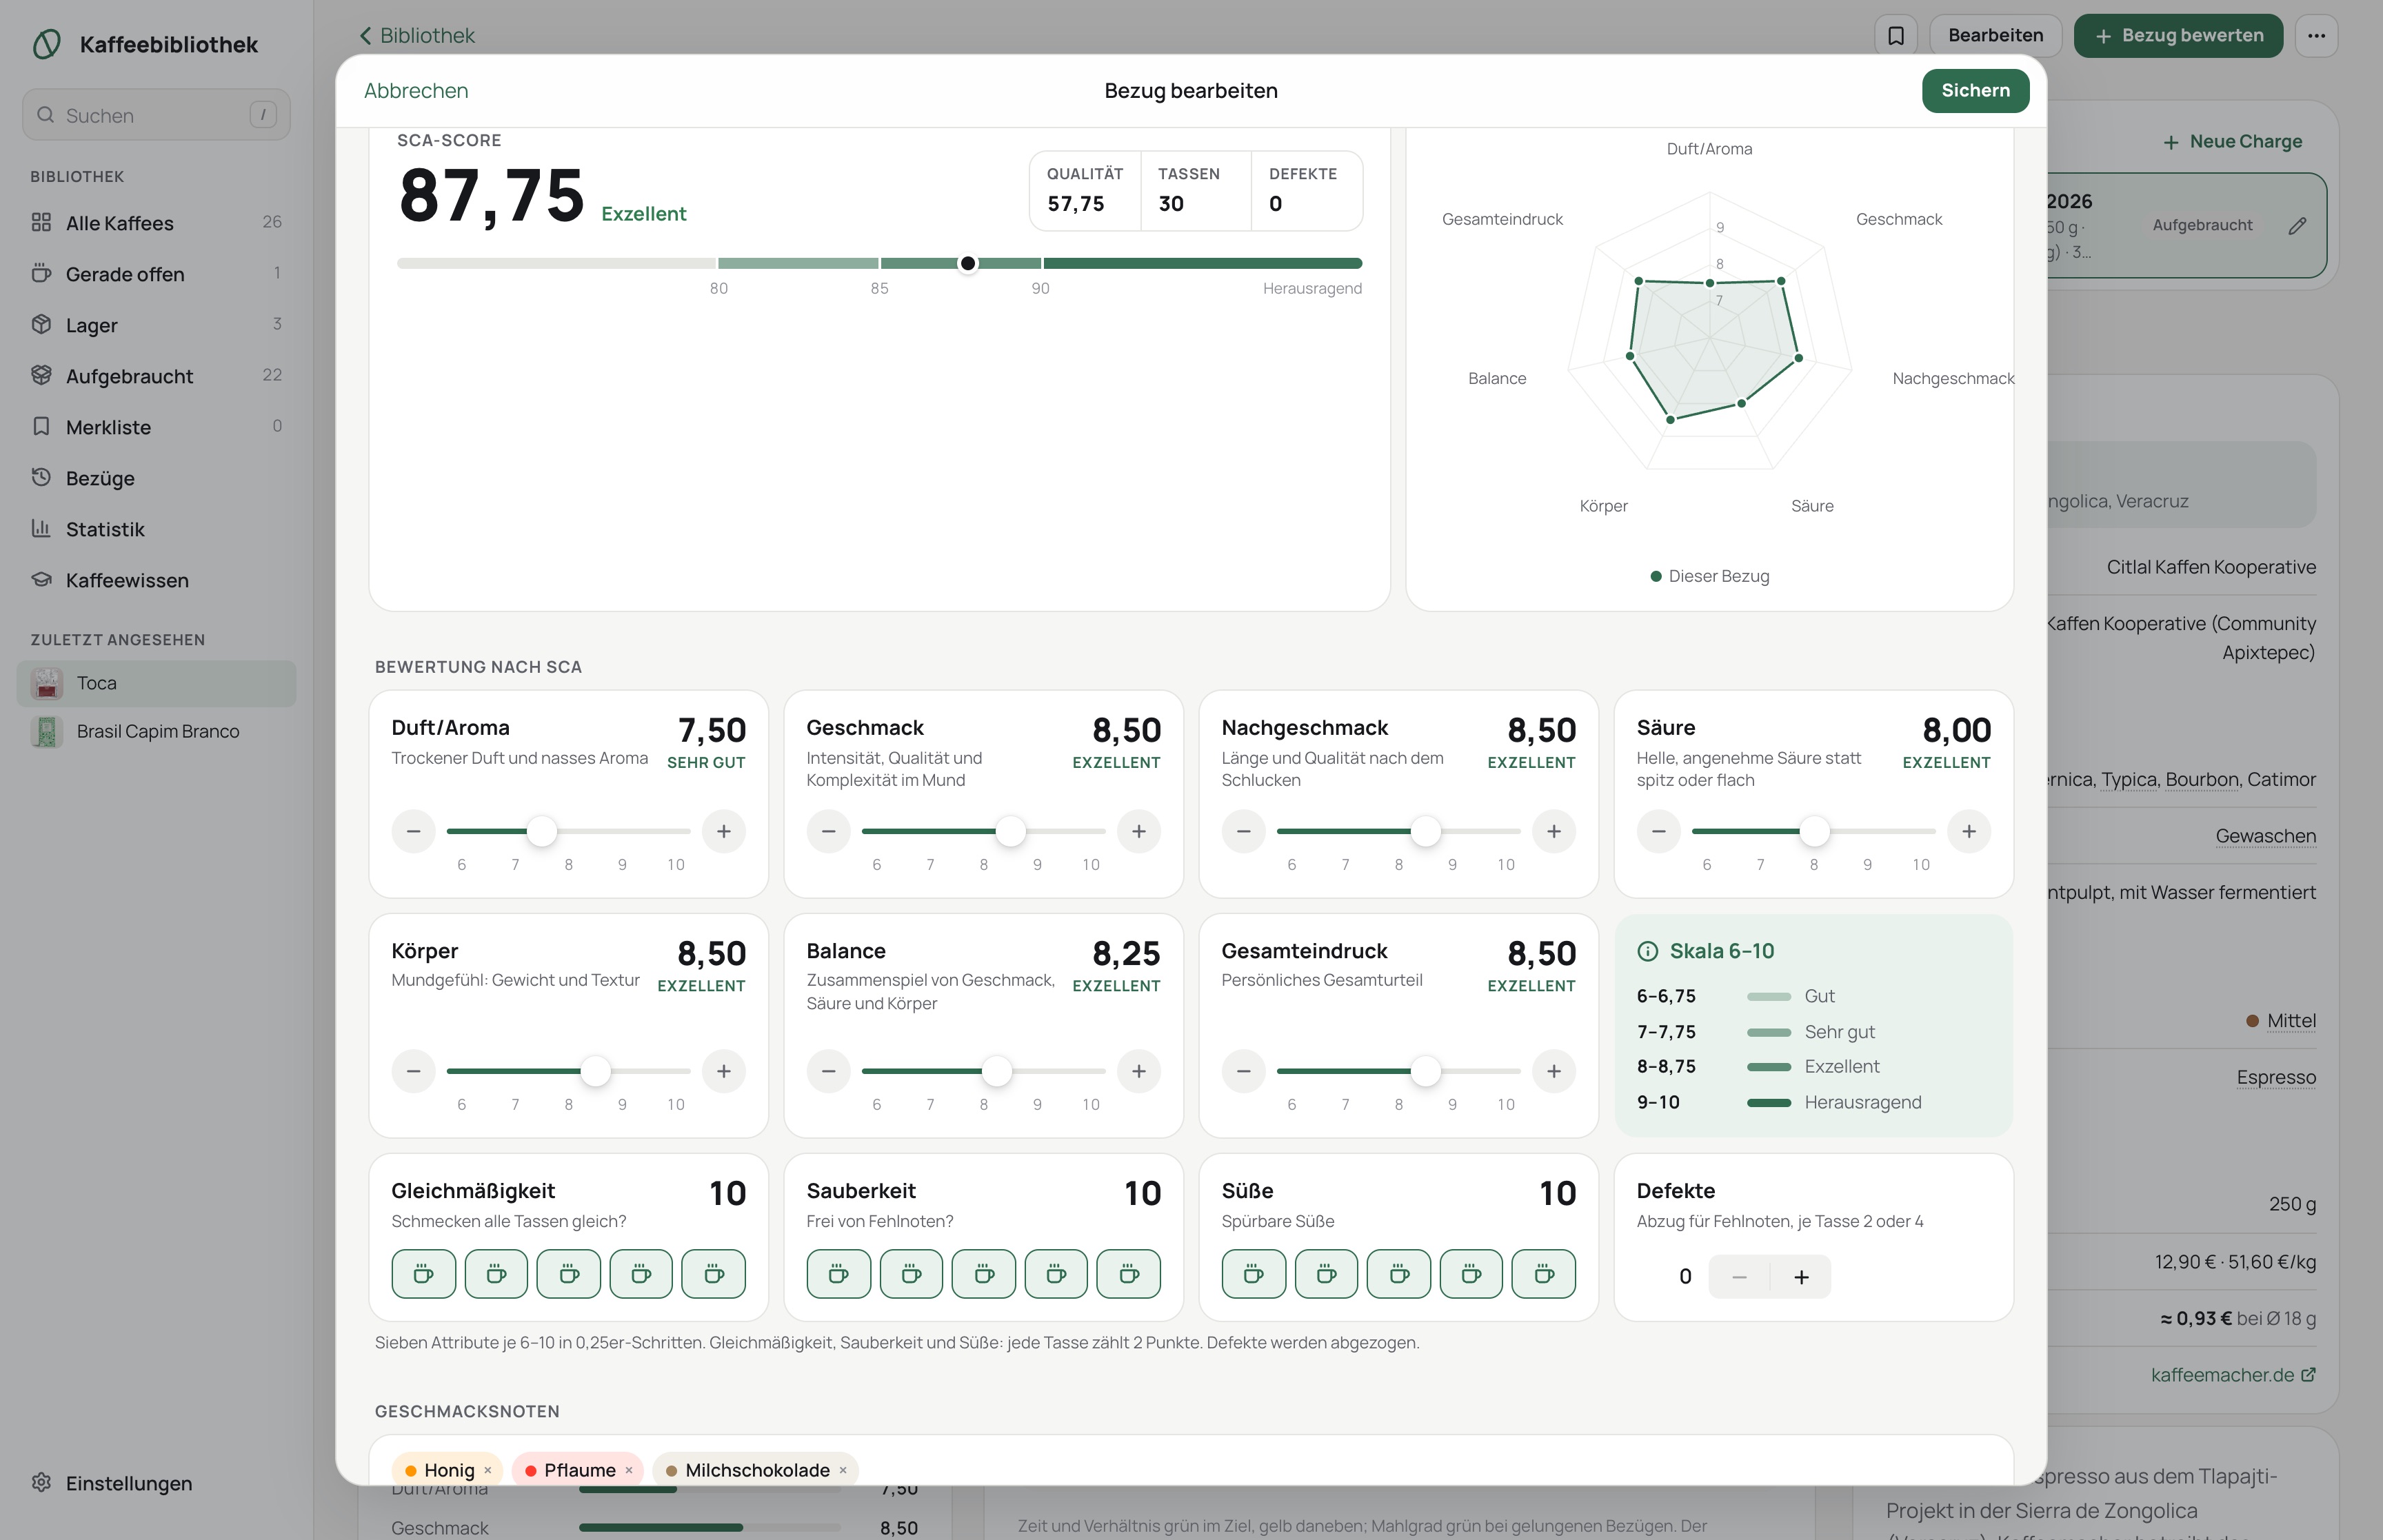 Kaffeebibliothek
Suchen /
BIBLIOTHEK
Alle Kaffees 26
Gerade offen 1
Lager 3
Aufgebraucht 22
Merkliste 0
Bezüge
Statistik
Kaffeewissen
ZULETZT ANGESEHEN
Toca
Brasil Capim Branco
Einstellungen
Bibliothek
Bearbeiten
+ Bezug bewerten
Abbrechen
Bezug bearbeiten
Sichern
SCA-SCORE
87,75 Exzellent
QUALITÄT TASSEN DEFEKTE
57,75 30 0
80 85 90 Herausragend
Duft/Aroma
Gesamteindruck
Geschmack
9
8
7
Balance
Nachgeschmack
Körper
Säure
Dieser Bezug
BEWERTUNG NACH SCA
Duft/Aroma 7,50
Trockener Duft und nasses Aroma SEHR GUT
6 7 8 9 10
Geschmack 8,50
Intensität, Qualität und EXZELLENT
Komplexität im Mund
6 7 8 9 10
Nachgeschmack 8,50
Länge und Qualität nach dem EXZELLENT
Schlucken
6 7 8 9 10
Säure 8,00
Helle, angenehme Säure statt EXZELLENT
spitz oder flach
6 7 8 9 10
Körper 8,50
Mundgefühl: Gewicht und Textur EXZELLENT
6 7 8 9 10
Balance 8,25
Zusammenspiel von Geschmack, EXZELLENT
Säure und Körper
6 7 8 9 10
Gesamteindruck 8,50
Persönliches Gesamturteil EXZELLENT
6 7 8 9 10
Skala 6–10
6–6,75 Gut
7–7,75 Sehr gut
8–8,75 Exzellent
9–10 Herausragend
Gleichmäßigkeit 10
Schmecken alle Tassen gleich?
Sauberkeit 10
Frei von Fehlnoten?
Süße 10
Spürbare Süße
Defekte
Abzug für Fehlnoten, je Tasse 2 oder 4
0 − +
Sieben Attribute je 6–10 in 0,25er-Schritten. Gleichmäßigkeit, Sauberkeit und Süße: jede Tasse zählt 2 Punkte. Defekte werden abgezogen.
GESCHMACKSNOTEN
Honig × Pflaume × Milchschokolade ×
Duft/Aroma 7,50
Geschmack 8,50
Zeit und Verhältnis grün im Ziel, gelb daneben; Mahlgrad grün bei gelungenen Bezügen. Der
+ Neue Charge
2026
50 g ·
g) · 3…
Aufgebraucht
ngolica, Veracruz
Citlal Kaffen Kooperative
Kaffen Kooperative (Community
Apixtepec)
rnica, Typica, Bourbon, Catimor
Gewaschen
ntpulpt, mit Wasser fermentiert
Mittel
Espresso
250 g
12,90 € · 51,60 €/kg
≈ 0,93 € bei Ø 18 g
kaffeemacher.de
spresso aus dem Tlapajti-
Projekt in der Sierra de Zongolica